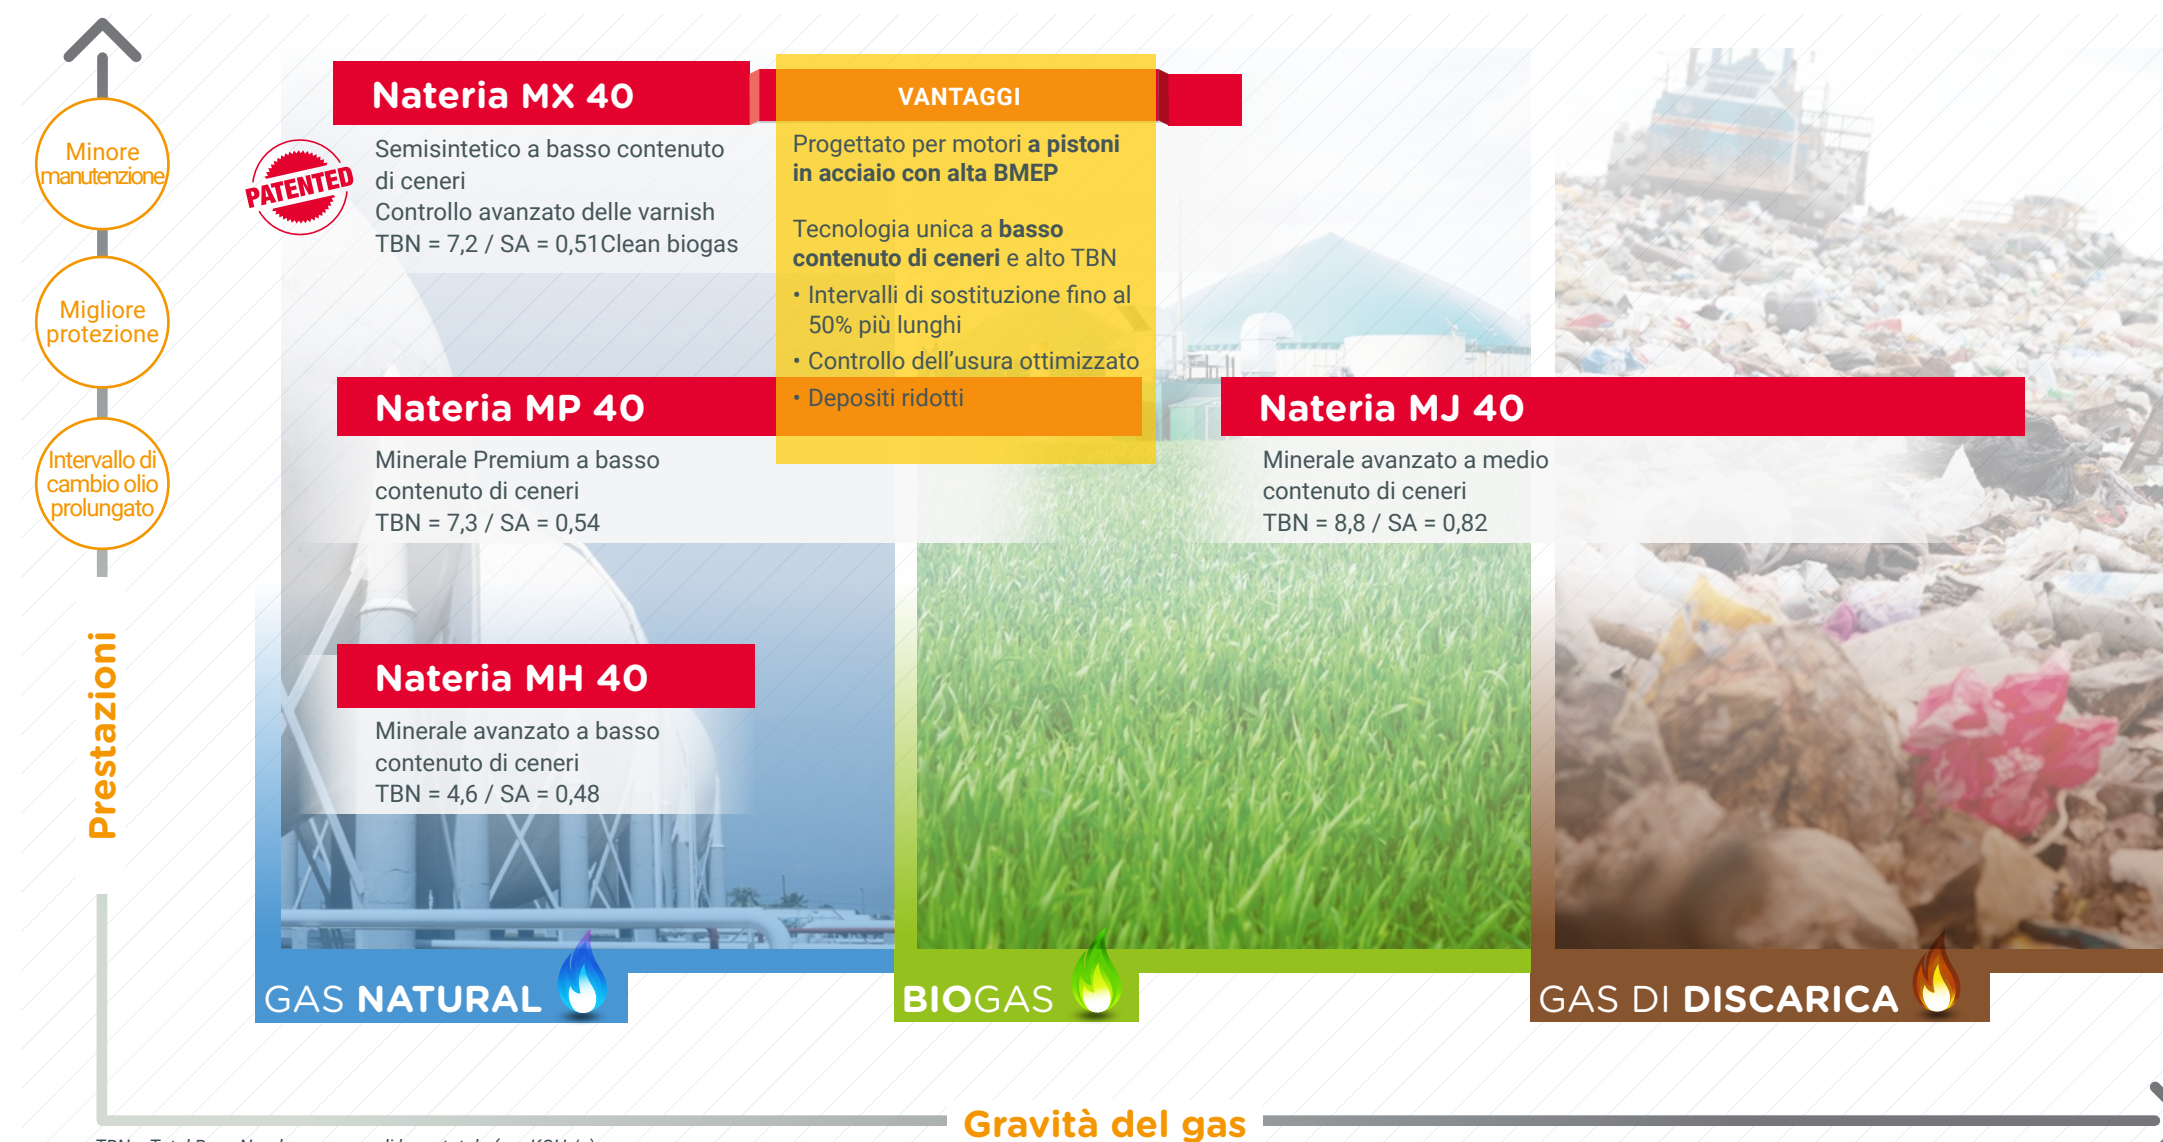 Nateria MX 40
PATENTED
Semisintetico a basso contenuto
di ceneri
Controllo avanzato delle varnish
TBN = 7,2 / SA = 0,51Clean biogas
VANTAGGI
Progettato per motori a pistoni
in acciaio con alta BMEP
Tecnologia unica a basso
contenuto di ceneri e alto TBN
• Intervalli di sostituzione fino al
50% più lunghi
• Controllo dell'usura ottimizzato
• Depositi ridotti
Minore
manutenzione
Migliore
protezione
Intervallo di
cambio olio
prolungato
Prestazioni
Nateria MP 40
Minerale Premium a basso
contenuto di ceneri
TBN = 7,3 / SA = 0,54
Nateria MJ 40
Minerale avanzato a medio
contenuto di ceneri
TBN = 8,8 / SA = 0,82
Nateria MH 40
Minerale avanzato a basso
contenuto di ceneri
TBN = 4,6 / SA = 0,48
GAS NATURAL
BIOGAS
GAS DI DISCARICA
Gravità del gas